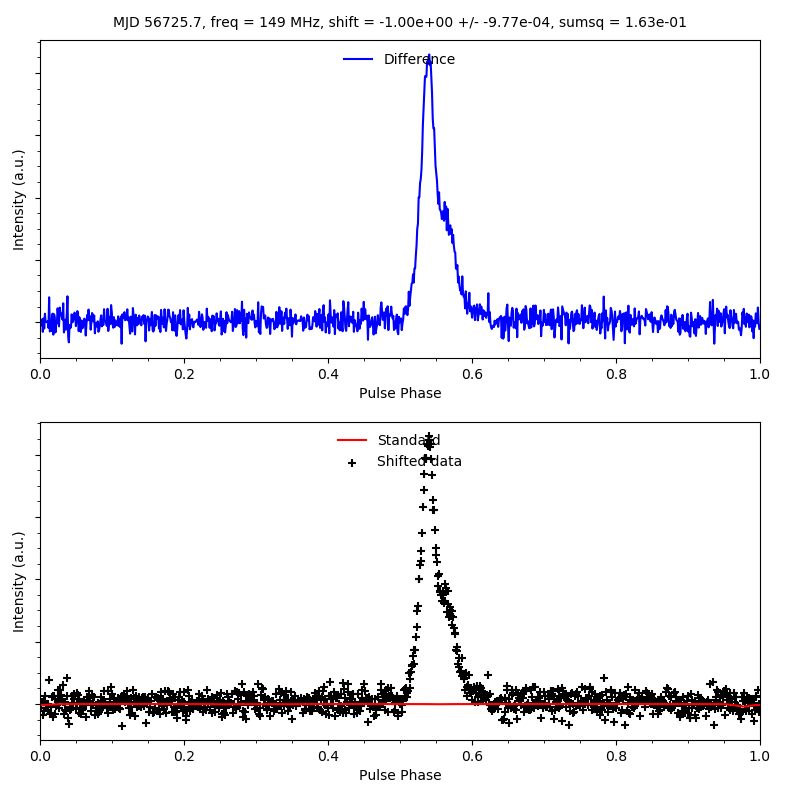 MJD 56725.7, freq = 149 MHz, shift = -1.00e+00 +/- -9.77e-04, sumsq = 1.63e-01
Difference
Intensity (a.u.)
0.0 0.2 0.4 0.6 0.8 1.0
Pulse Phase
Standard
Shifted data
Intensity (a.u.)
0.0 0.2 0.4 0.6 0.8 1.0
Pulse Phase